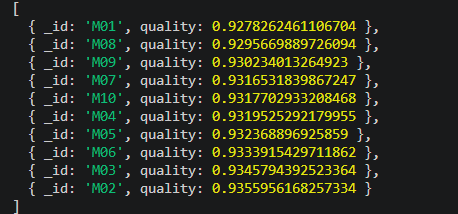 [
{ _id: 'M01', quality: 0.9278262461106704 },
{ _id: 'M08', quality: 0.9295669889726094 },
{ _id: 'M09', quality: 0.930234013264923 },
{ _id: 'M07', quality: 0.9316531839867247 },
{ _id: 'M10', quality: 0.9317702933208468 },
{ _id: 'M04', quality: 0.9319525292179955 },
{ _id: 'M05', quality: 0.932368896925859 },
{ _id: 'M06', quality: 0.9333915429711862 },
{ _id: 'M03', quality: 0.9345794392523364 },
{ _id: 'M02', quality: 0.9355956168257334 }
]